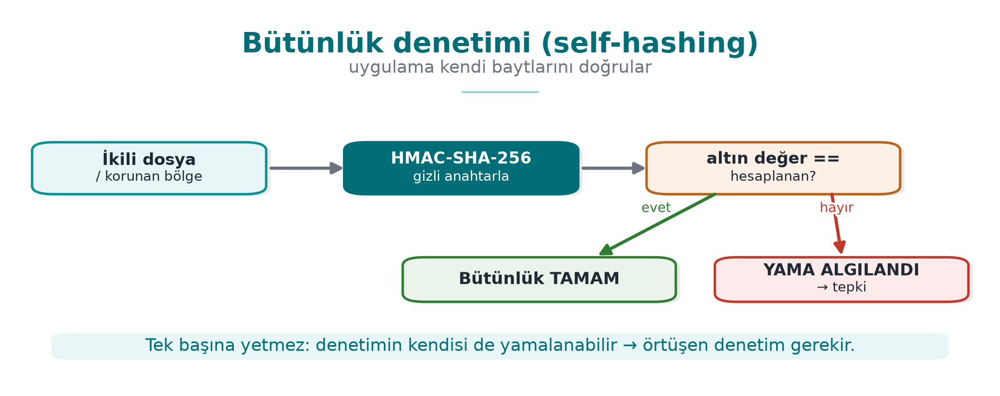 Bütünlük denetimi (self-hashing)
uygulama kendi baytlarını doğrular
İkili dosya
/ korunan bölge
HMAC-SHA-256
gizli anahtarla
altın değer ==
hesaplanan?
evet
hayır
Bütünlük TAMAM
YAMA ALGILANDI
→ tepki
Tek başına yetmez: denetimin kendisi de yamalanabilir → örtüşen denetim gerekir.